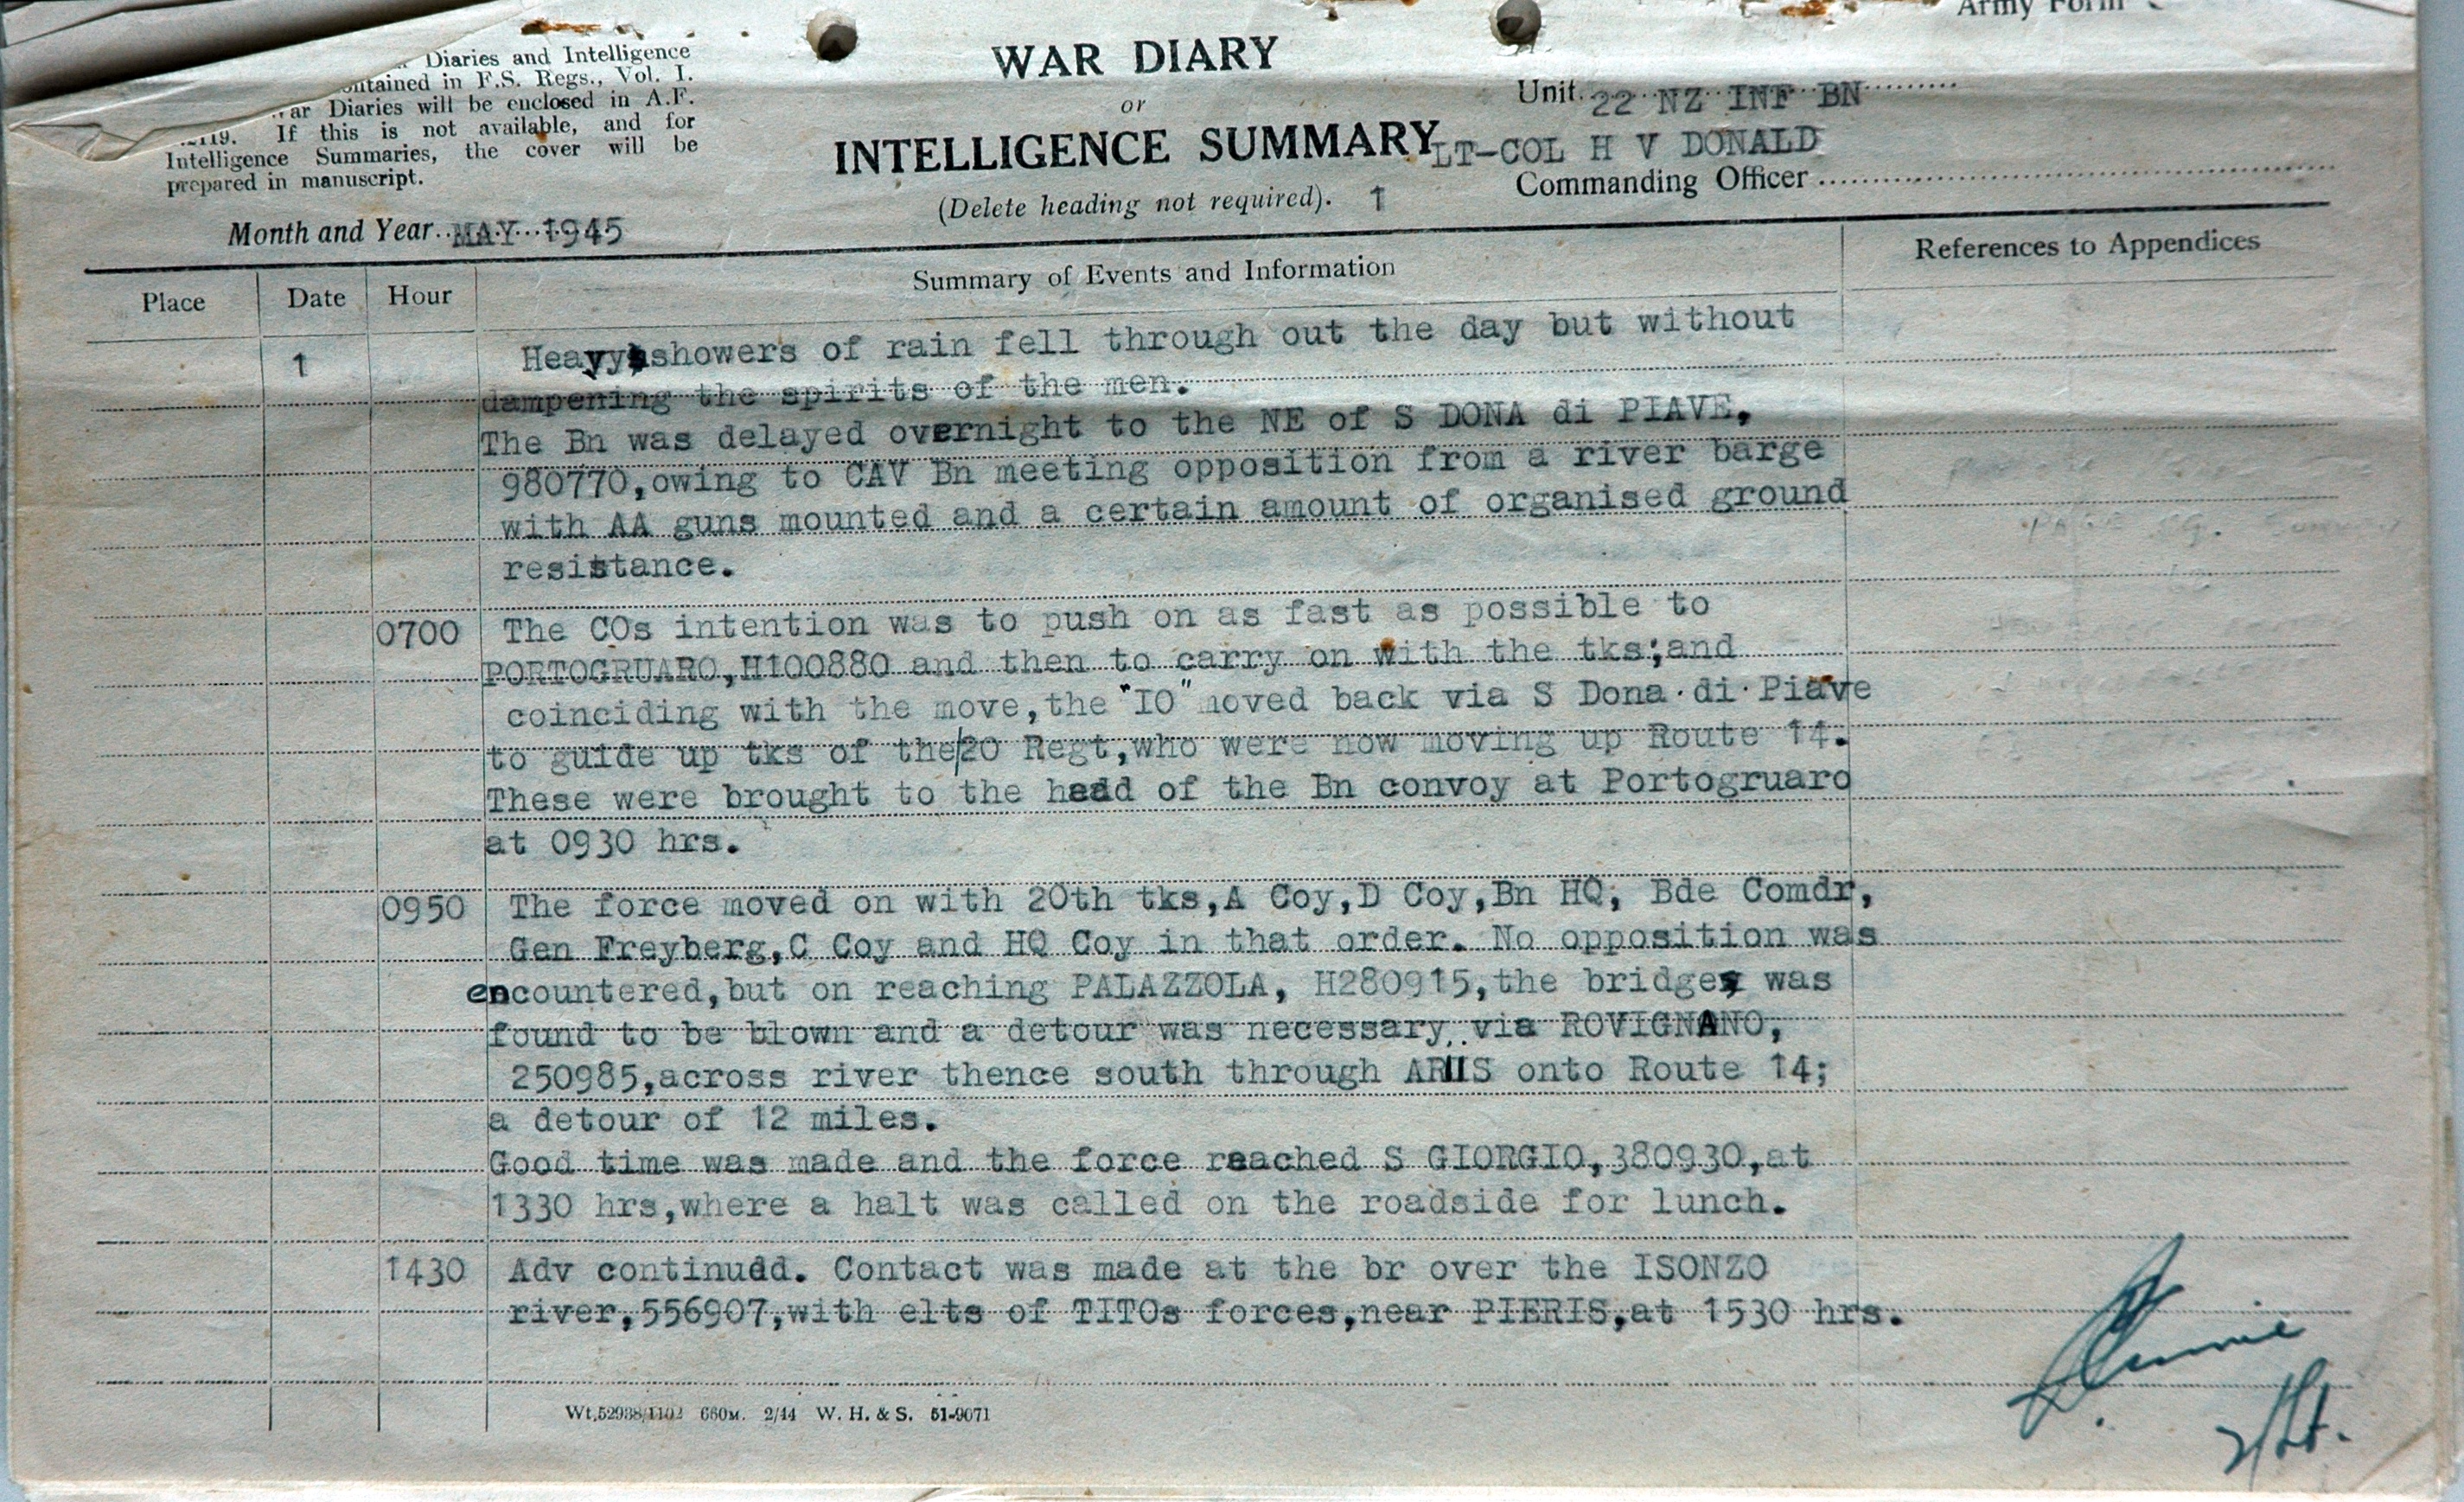 Army Form
Diaries and Intelligence
contained in F.S. Regs., Vol. I.
War Diaries will be enclosed in A.F.
If this is not available, and for
Intelligence Summaries, the cover will be
prepared in manuscript.
WAR DIARY
or
INTELLIGENCE SUMMARY
(Delete heading not required). 1
Unit 22 NZ INF BN
LT-COL H V DONALD
Commanding Officer
Month and Year MAY 1945
Place Date Hour Summary of Events and Information References to Appendices
1 Heavy showers of rain fell through out the day but without
dampening the spirits of the men.
The Bn was delayed overnight to the NE of S DONA di PIAVE,
980770,owing to CAV Bn meeting opposition from a river barge
with AA guns mounted and a certain amount of organised ground
resistance.
0700 The COs intention was to push on as fast as possible to
PORTOGRUARO,H100880 and then to carry on with the tks;and
coinciding with the move,the "IO" moved back via S Dona di Piave
to guide up tks of the/20 Regt,who were now moving up Route 14.
These were brought to the head of the Bn convoy at Portogruaro
at 0930 hrs.
0950 The force moved on with 20th tks,A Coy,D Coy,Bn HQ, Bde Comdr,
Gen Freyberg,C Coy and HQ Coy in that order. No opposition was
encountered,but on reaching PALAZZOLA, H280915,the bridge was
found to be blown and a detour was necessary via ROVIGNANO,
250985,across river thence south through ARIIS onto Route 14;
a detour of 12 miles.
Good time was made and the force reached S GIORGIO,380930,at
1330 hrs,where a halt was called on the roadside for lunch.
1430 Adv continued. Contact was made at the br over the ISONZO
river,556907,with elts of TITOs forces,near PIERIS,at 1530 hrs.
2/Lt.
Wt.52938/1102 660M. 2/44 W. H. & S. 51-9071